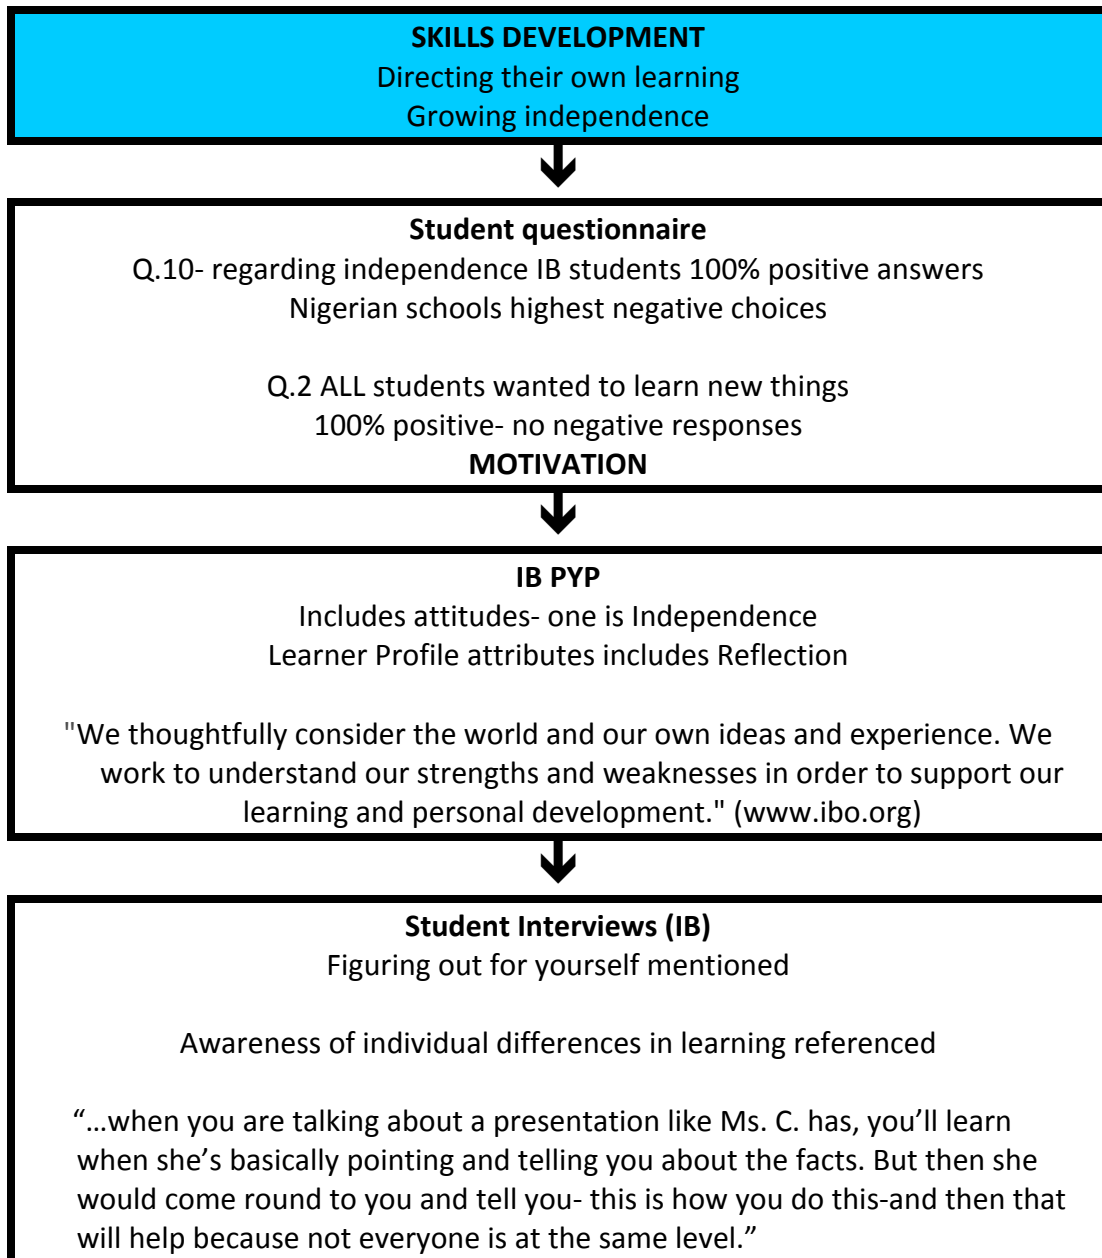 SKILLS DEVELOPMENT
Directing their own learning
Growing independence
Student questionnaire
Q.10- regarding independence IB students 100% positive answers
Nigerian schools highest negative choices
Q.2 ALL students wanted to learn new things
100% positive- no negative responses
MOTIVATION
IB PYP
Includes attitudes- one is Independence
Learner Profile attributes includes Reflection
"We thoughtfully consider the world and our own ideas and experience. We
work to understand our strengths and weaknesses in order to support our
learning and personal development." (www.ibo.org)
Student Interviews (IB)
Figuring out for yourself mentioned
Awareness of individual differences in learning referenced
“…when you are talking about a presentation like Ms. C. has, you’ll learn
when she’s basically pointing and telling you about the facts. But then she
would come round to you and tell you- this is how you do this-and then that
will help because not everyone is at the same level.”